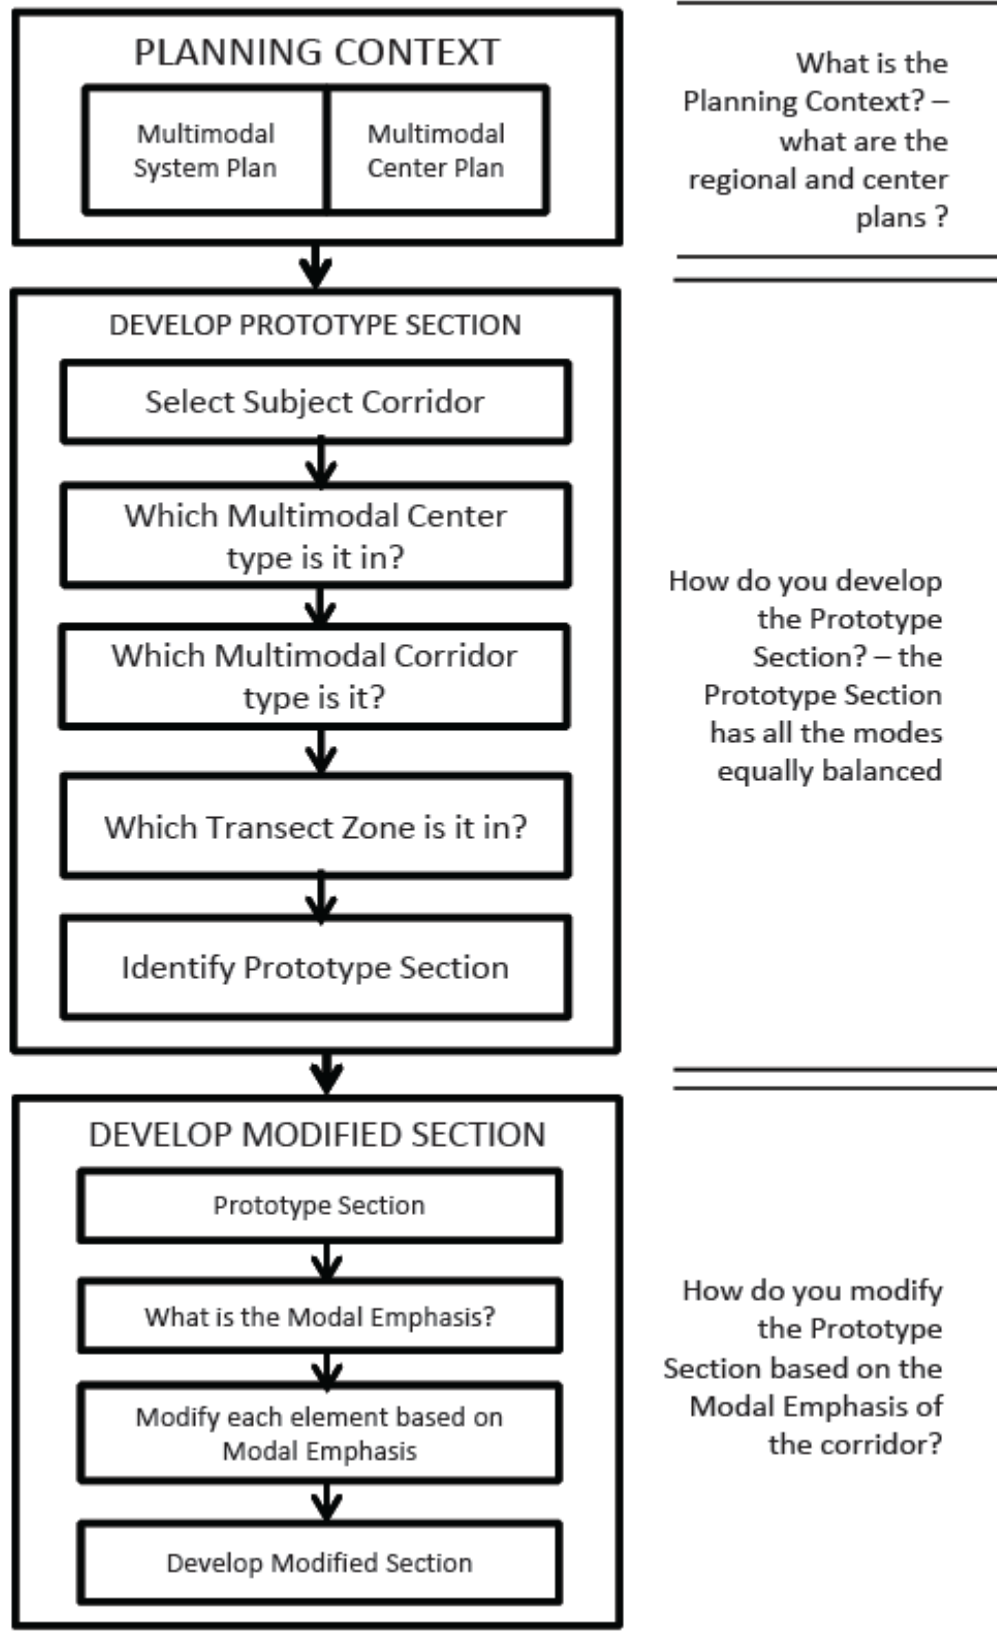 PLANNING CONTEXT
Multimodal
System Plan
Multimodal
Center Plan
What is the
Planning Context? –
what are the
regional and center
plans ?
DEVELOP PROTOTYPE SECTION
Select Subject Corridor
Which Multimodal Center
type is it in?
Which Multimodal Corridor
type is it?
Which Transect Zone is it in?
Identify Prototype Section
How do you develop
the Prototype
Section? – the
Prototype Section
has all the modes
equally balanced
DEVELOP MODIFIED SECTION
Prototype Section
What is the Modal Emphasis?
Modify each element based on
Modal Emphasis
Develop Modified Section
How do you modify
the Prototype
Section based on the
Modal Emphasis of
the corridor?